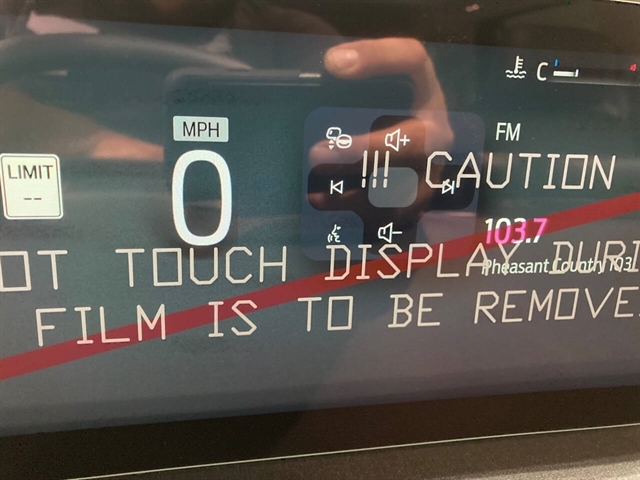 C
MPH
FM
LIMIT
--
0
!!! CAUTION
103.7
OT TOUCH DISPLAY DURI
Pheasant Country 103.
FILM IS TO BE REMOVE